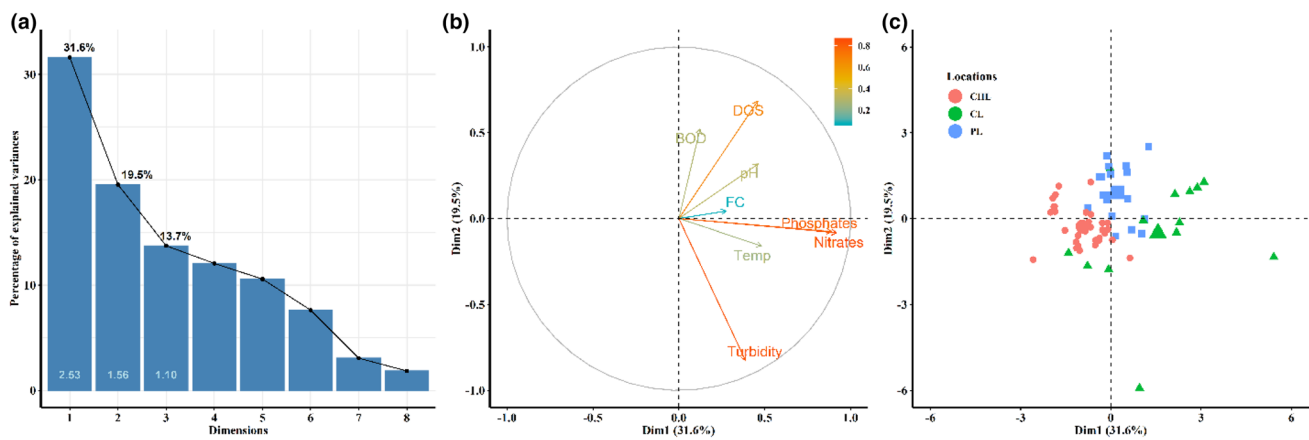 (a)
31.6%
19.5%
13.7%
30
20
10
0
2.53
1.56
1.10
1 2 3 4 5 6 7 8
Dimensions
Percentage of explained variances
(b)
0.8
0.6
0.4
0.2
1.0
0.5
0.0
-0.5
-1.0
DOS
BOD
pH
FC
Phosphates
Nitrates
Temp
Turbidity
-1.0 -0.5 0.0 0.5 1.0
Dim1 (31.6%)
Dim2 (19.5%)
(c)
6
3
0
-3
-6
Locations
CHL
CL
PL
-6 -3 0 3 6
Dim1 (31.6%)
Dim2 (19.5%)